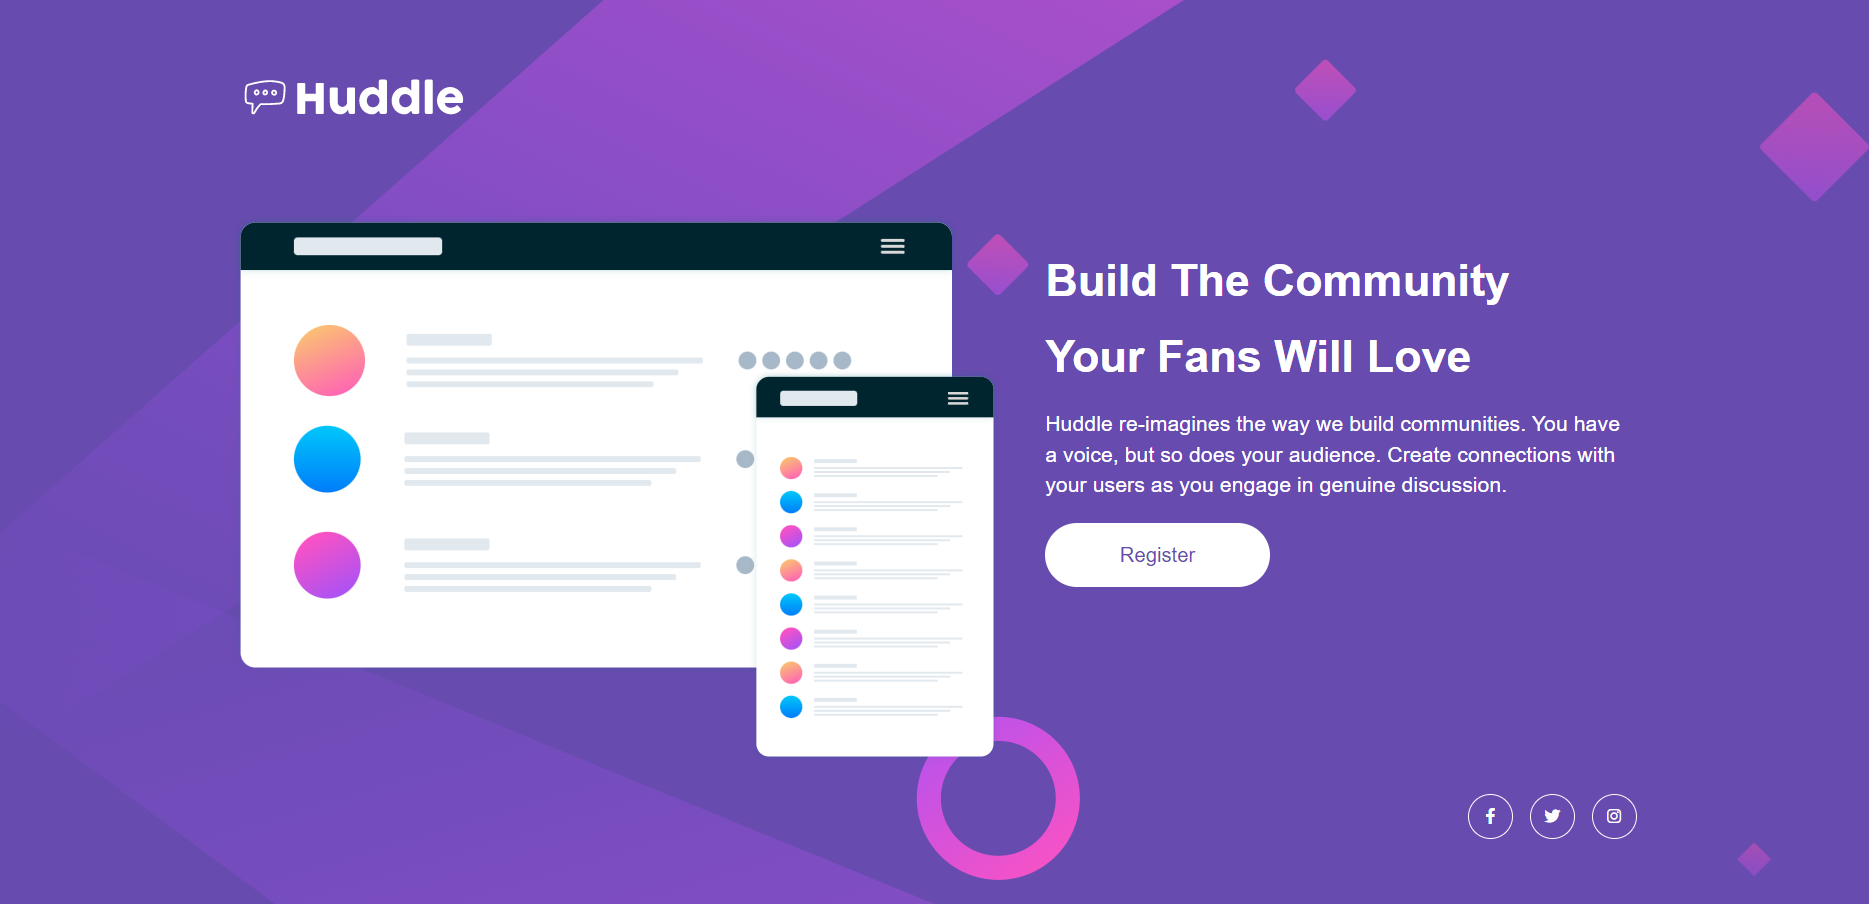 Huddle
Build The Community
Your Fans Will Love
Huddle re-imagines the way we build communities. You have
a voice, but so does your audience. Create connections with
your users as you engage in genuine discussion.
Register